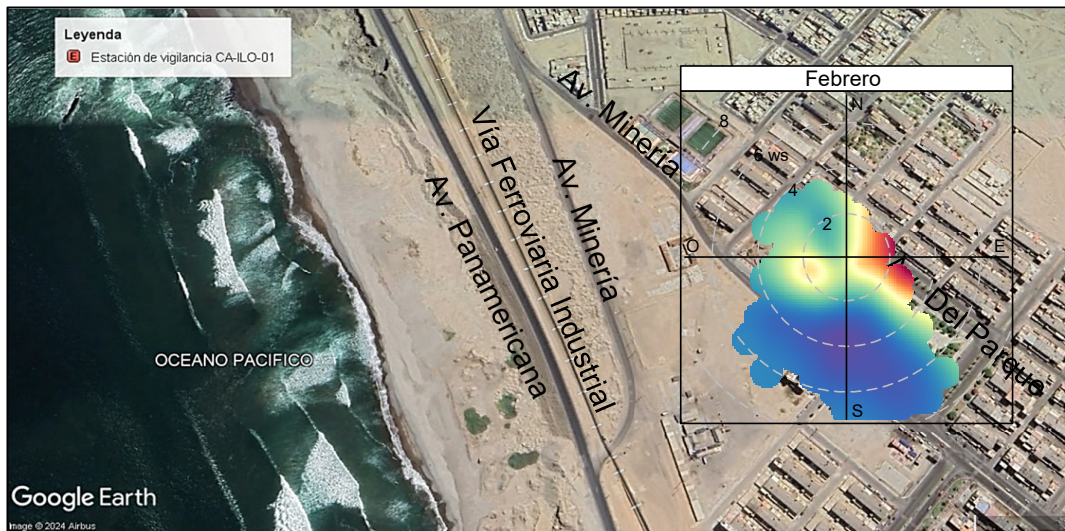 Leyenda
E Estación de vigilancia CA-ILO-01
Febrero
N
8
6 ws
4
2
O
E
S
Av. Minería
Vía Ferroviaria Industrial
Av. Minería
Av. Panamericana
Del Parque
OCEANO PACIFICO
Google Earth
Image © 2024 Airbus